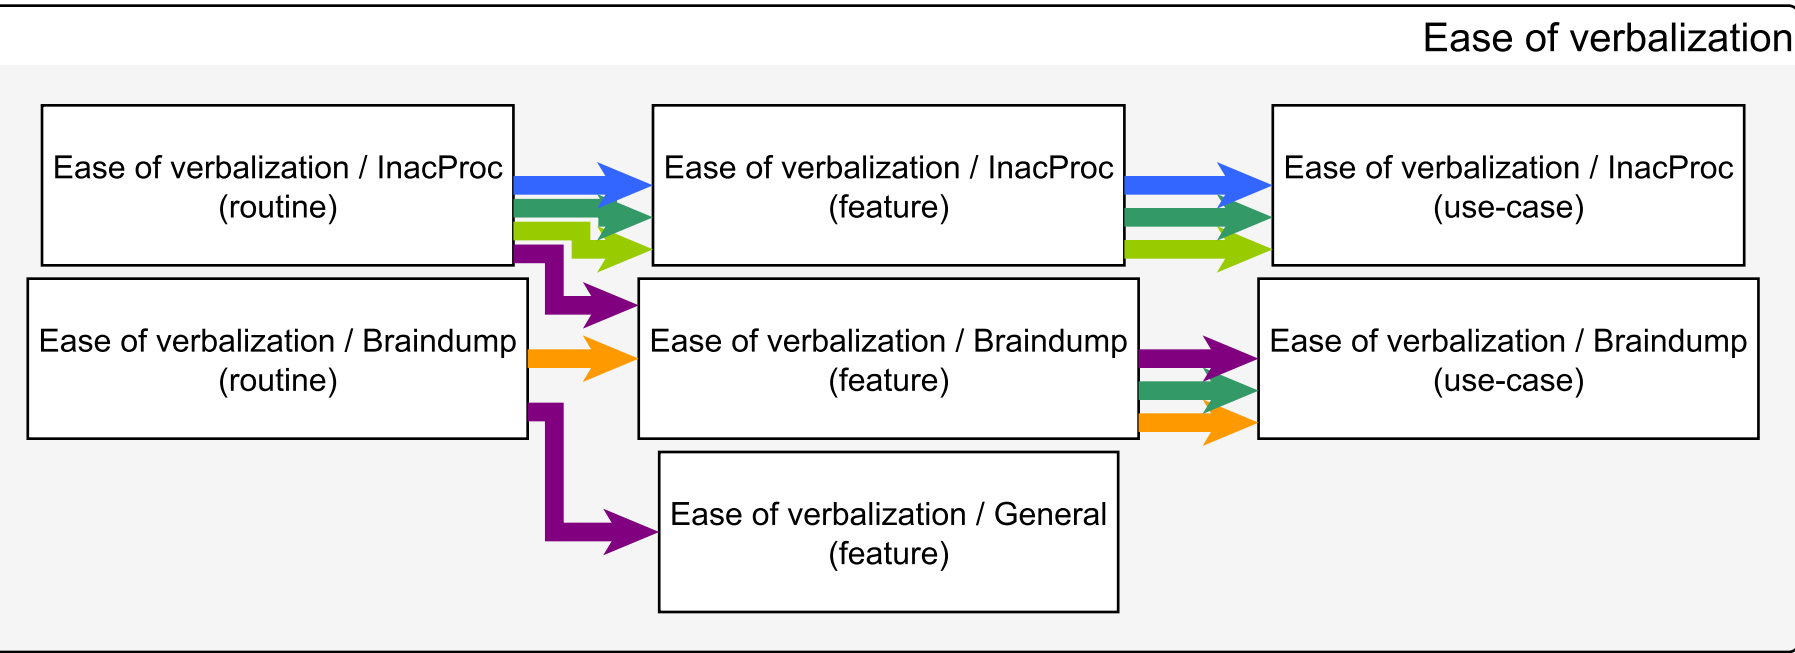 Ease of verbalization
Ease of verbalization / InacProc
(routine)
Ease of verbalization / InacProc
(feature)
Ease of verbalization / InacProc
(use-case)
Ease of verbalization / Braindump
(routine)
Ease of verbalization / Braindump
(feature)
Ease of verbalization / Braindump
(use-case)
Ease of verbalization / General
(feature)